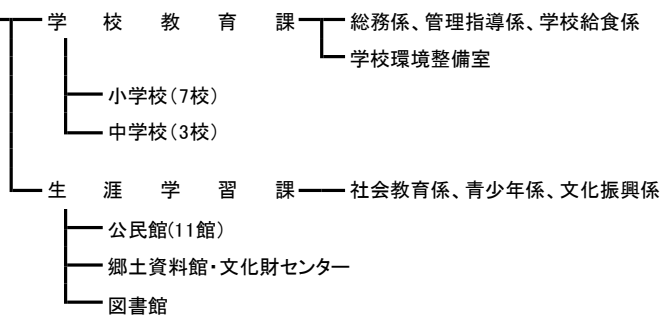 学校教育課 総務係、管理指導係、学校給食係
学校環境整備室
小学校(7校)
中学校(3校)
生涯学習課 社会教育係、青少年係、文化振興係
公民館(11館)
郷土資料館・文化財センター
図書館